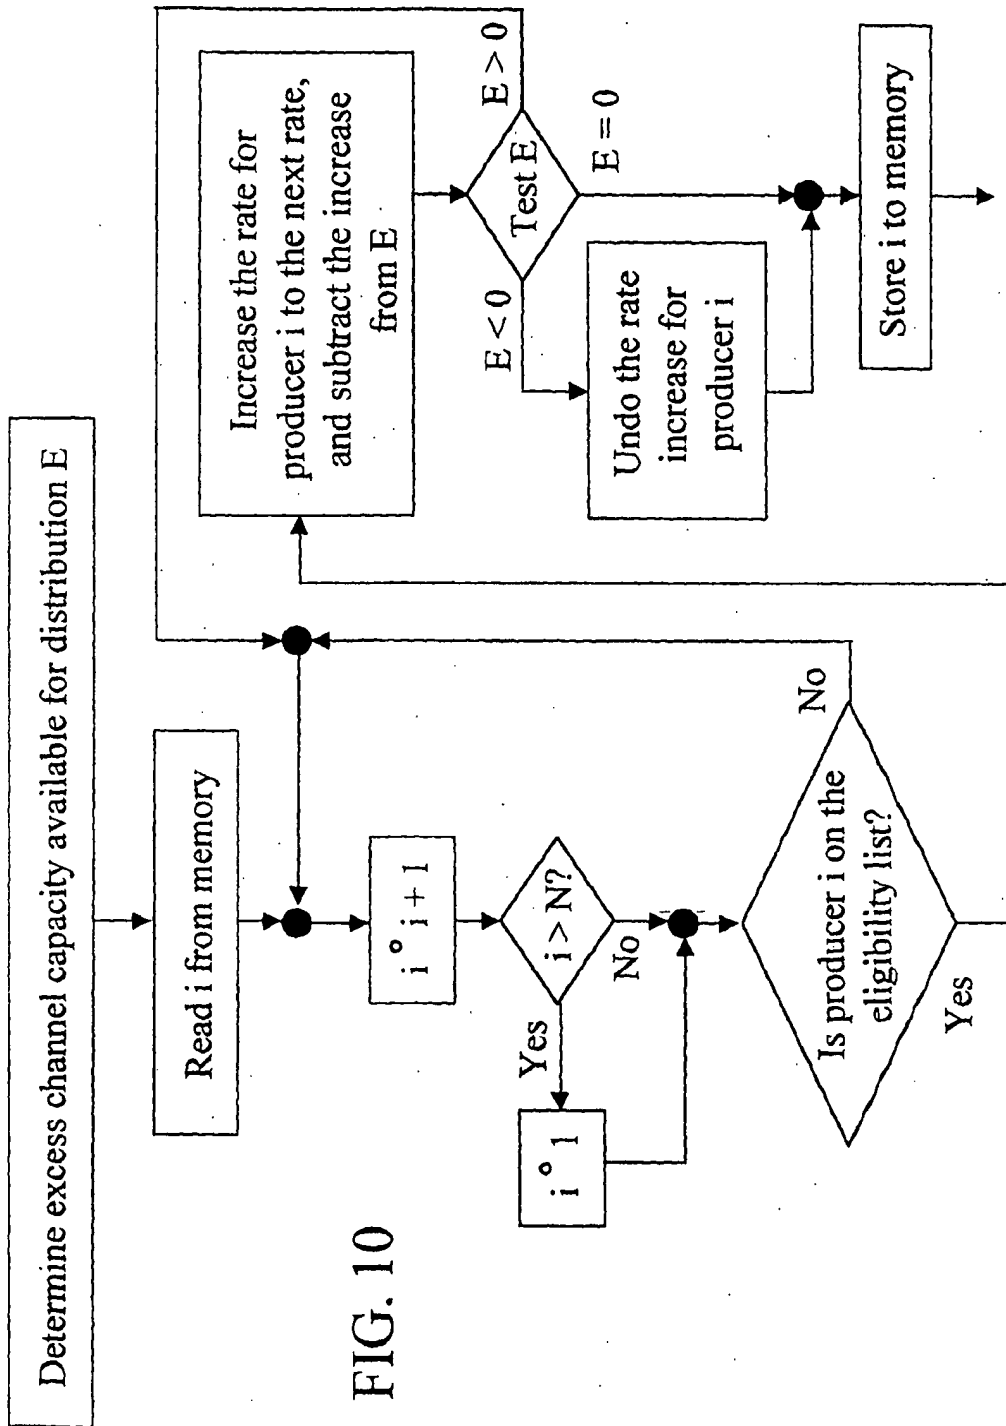 Determine excess channel capacity available for distribution E
Read i from memory
i ° i + 1
i > N?
Yes
No
i ° 1
Is producer i on the
eligibility list?
No
Yes
Increase the rate for
producer i to the next rate,
and subtract the increase
from E
Test E
E > 0
E < 0
E = 0
Undo the rate
increase for
producer i
Store i to memory
FIG. 10